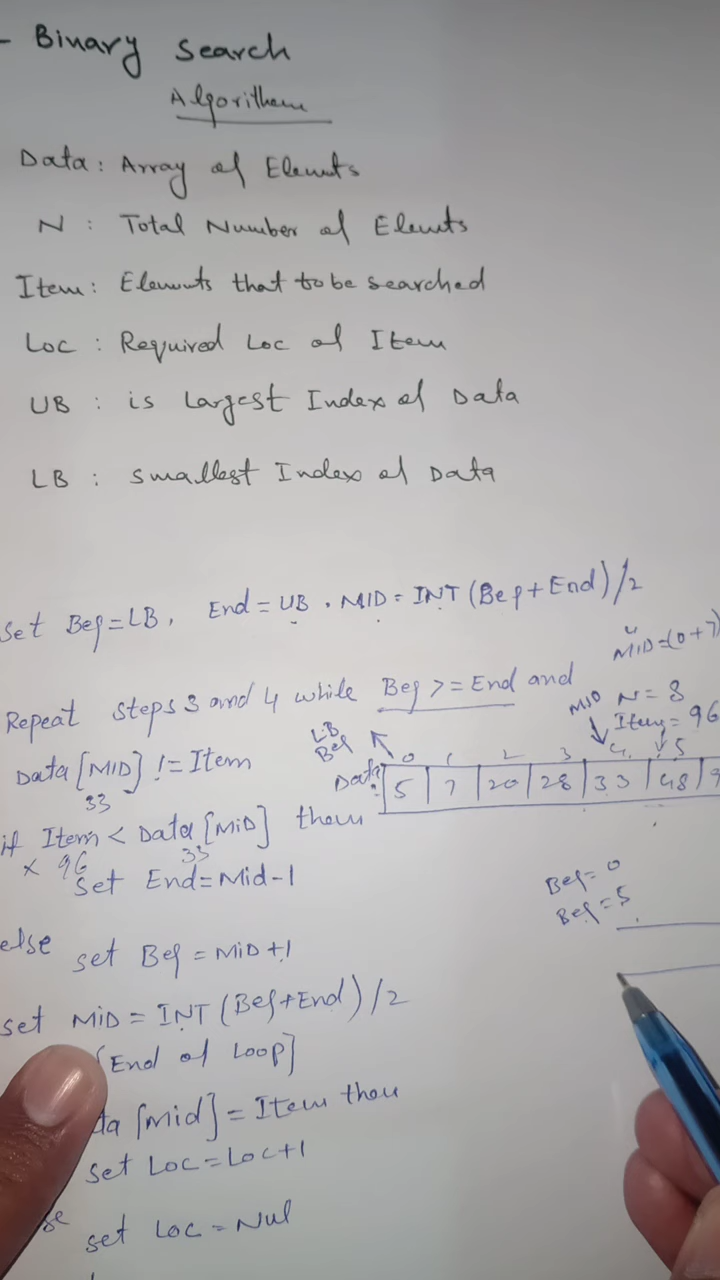 - Binary Search
Algorithem
Data: Array of Elements
N : Total Number of Elements
Item: Elements that to be searched
Loc : Required Loc of Item
UB : is Largest Index of Data
LB : Smallest Index of Data
Set Beg=LB, End=UB, MID=INT(Beg+End)/2
MID=(0+7)
Repeat Steps 3 and 4 while Beg >= End and
MID N=8
Item=96
Data[MID] != Item
33
LB
Beg
0 1 2 3 4 5
Data: 5 7 20 28 33 48 9
if Item < Data[MID] then
x 96 33
Set End=Mid-1
Beg=0
Beg=5
else set Beg=MID+1
set MID=INT(Beg+End)/2
[End of Loop]
ta[mid]=Item then
set Loc=Loc+1
se
set Loc=Nul